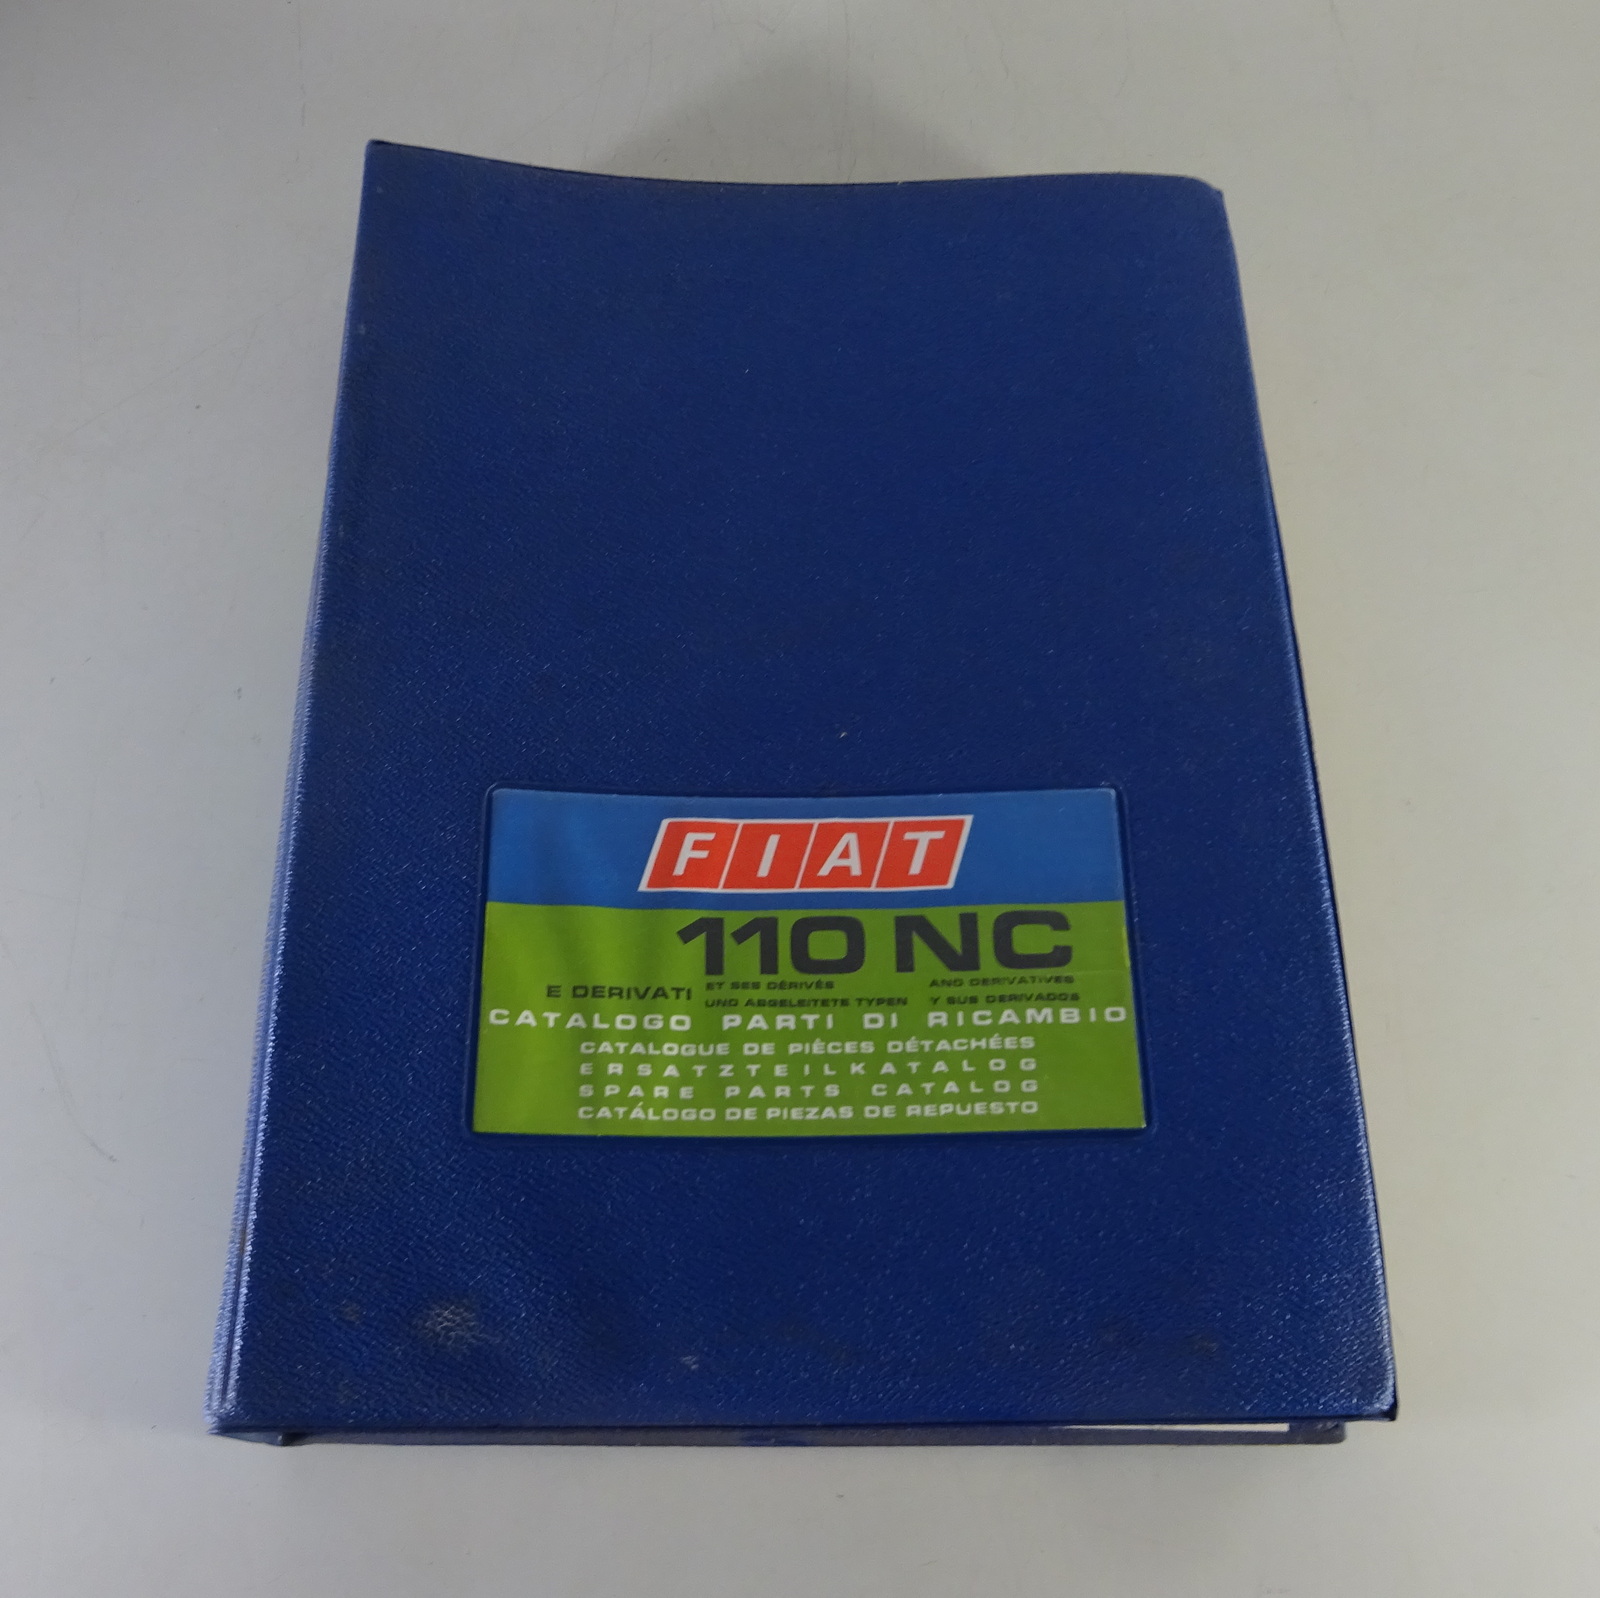 FIAT
110 NC
E DERIVATI
ET SES DÉRIVÉS
AND DERIVATIVES
UND ABGELEITETE TYPEN
Y SUS DERIVADOS
CATALOGO PARTI DI RICAMBIO
CATALOGUE DE PIÈCES DÉTACHÉES
ERSATZTEILKATALOG
SPARE PARTS CATALOG
CATÁLOGO DE PIEZAS DE REPUESTO